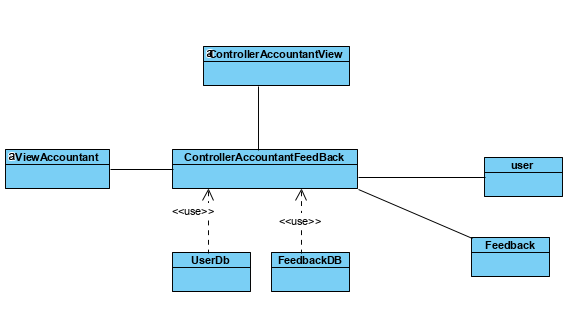 aControllerAccountantView
aViewAccountant
ControllerAccountantFeedBack
user
<<use>>
<<use>>
Feedback
UserDb
FeedbackDB